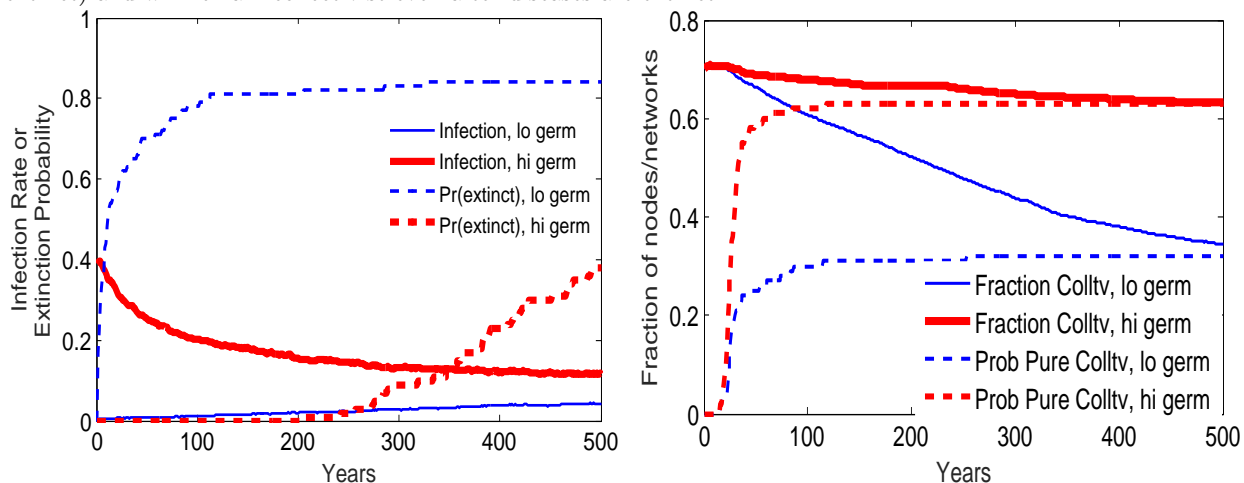 1
0.8
0.6
0.4
0.2
0
0 100 200 300 400 500
Years
Infection Rate or
Extinction Probability
Infection, lo germ
Infection, hi germ
Pr(extinct), lo germ
Pr(extinct), hi germ
0.8
0.6
0.4
0.2
0
0 100 200 300 400 500
Years
Fraction of nodes/networks
Fraction Colltv, lo germ
Fraction Colltv, hi germ
Prob Pure Colltv, lo germ
Prob Pure Colltv, hi germ